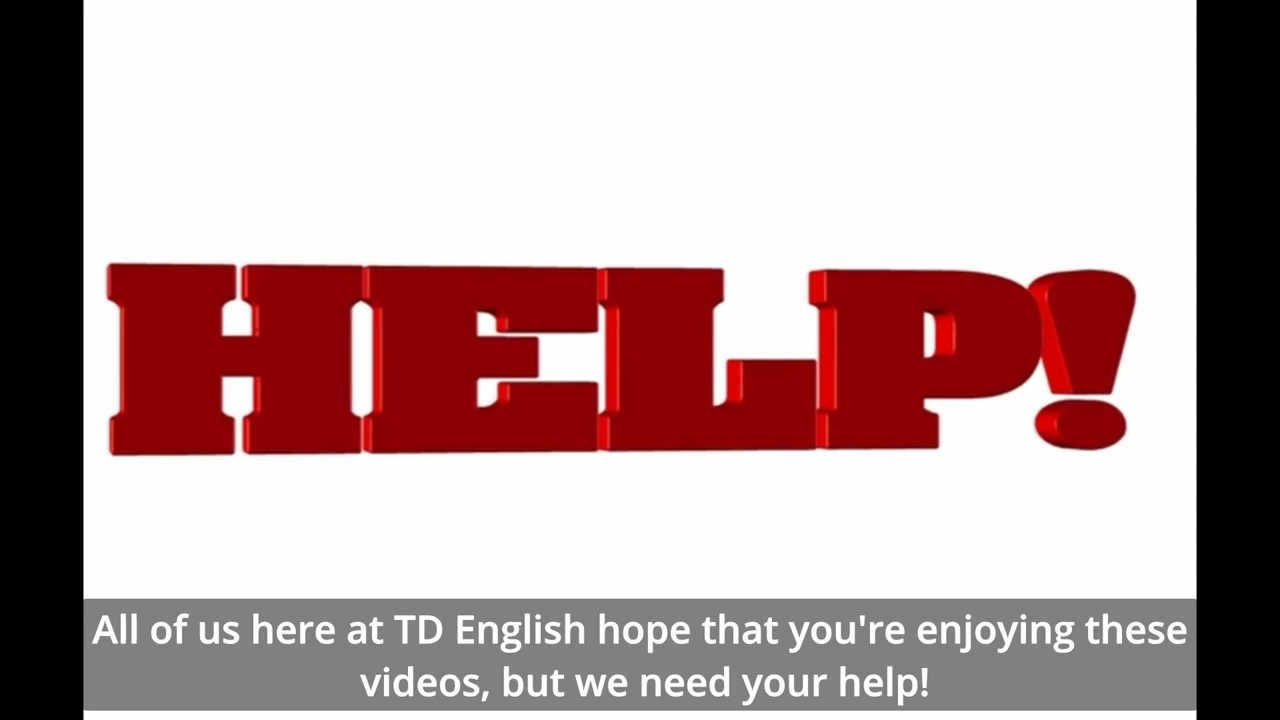 HELP!
All of us here at TD English hope that you're enjoying these
videos, but we need your help!